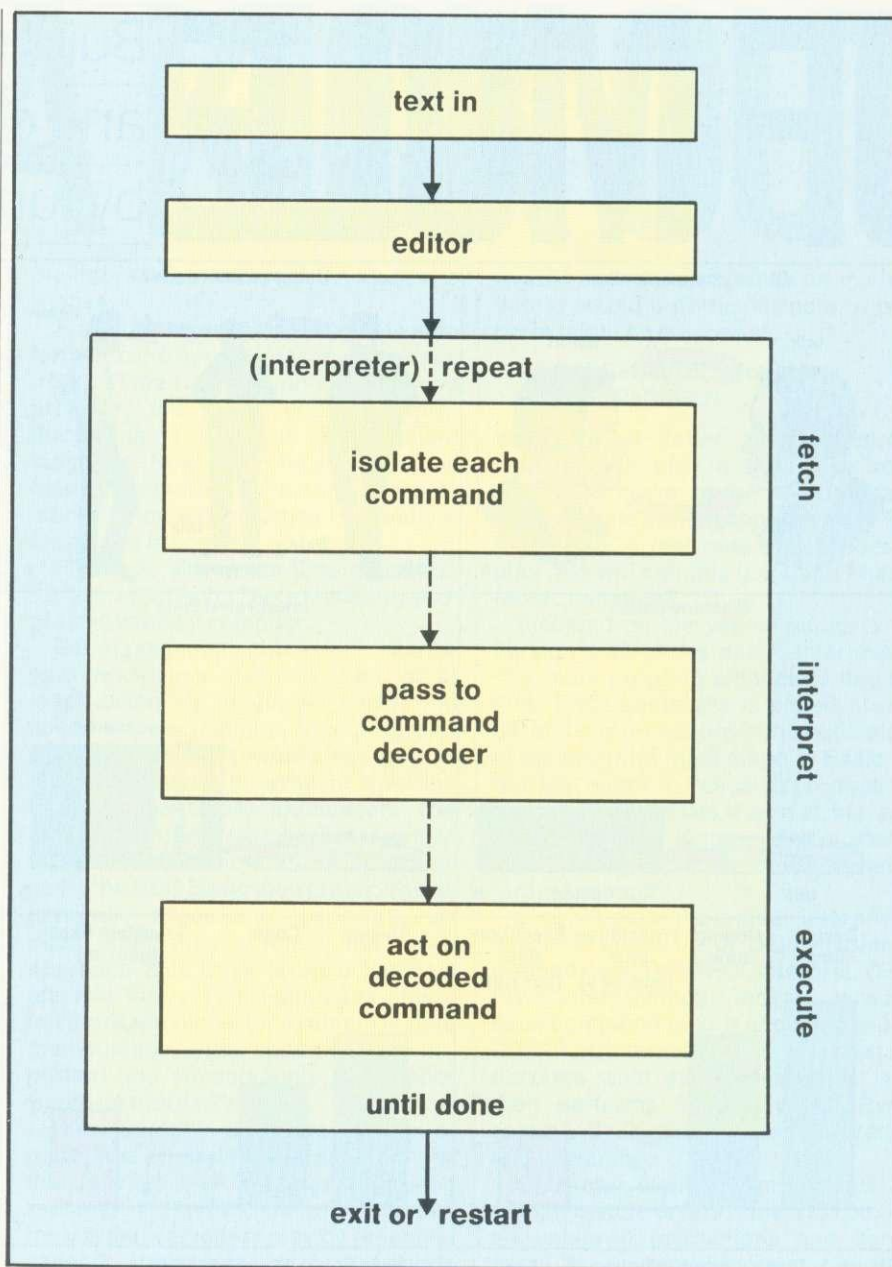 text in
editor
(interpreter) repeat
isolate each
command
fetch
pass to
command
decoder
interpret
act on
decoded
command
execute
until done
exit or restart